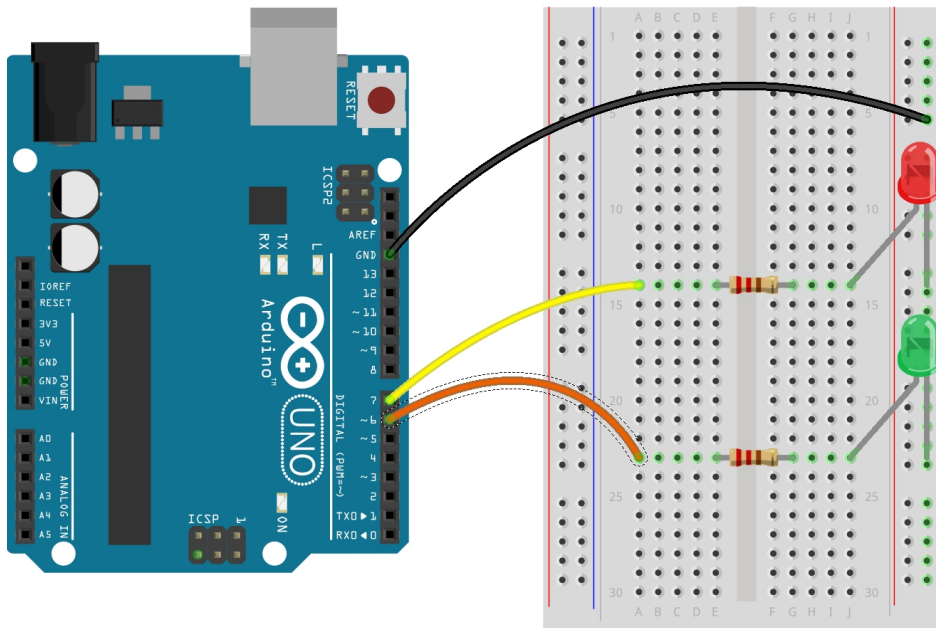 A B C D E F G H I J
1
RESET
5
ICSP2
10
AREF
GND
RX TX L
13
IOREF
12
RESET
15
~11
3V3
~10
5V
Arduino™
~9
GND
8
GND
POWER
VIN
7
20
~6
DIGITAL (PWM=~)
UNO
A0
~5
A1
4
A2
~3
25
A3
2
ANALOG IN
A4
ICSP
1
ON
TX0▶1
A5
RX0◀0
30
A B C D E F G H I J